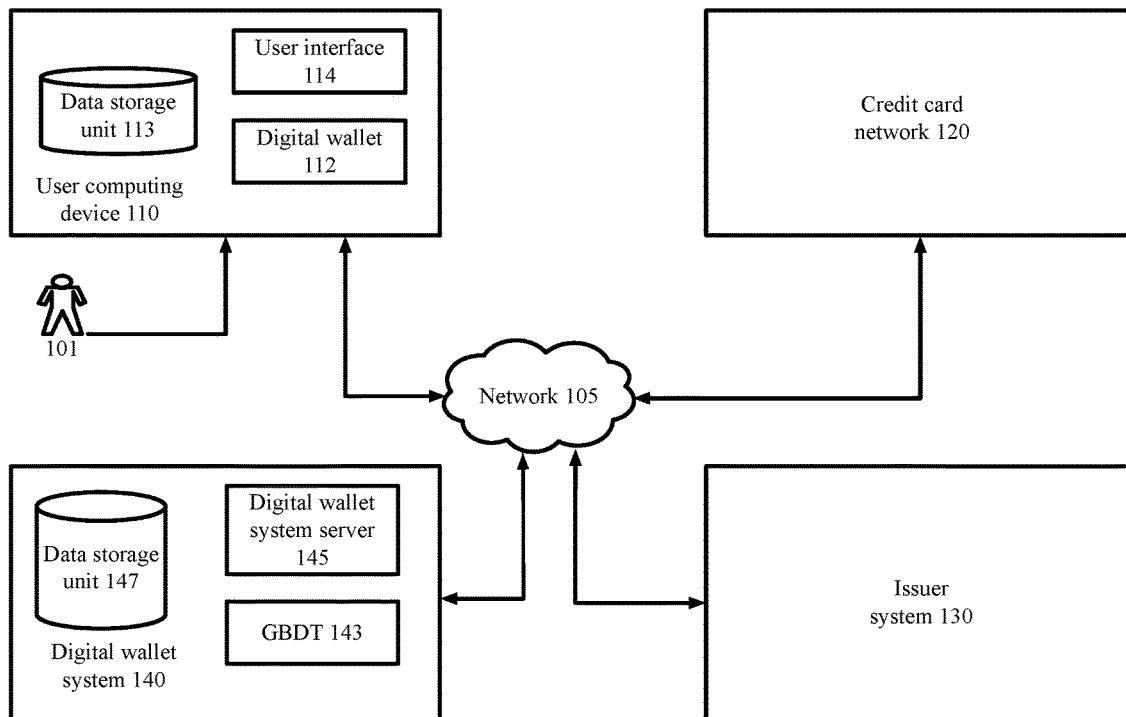 User interface
114
Data storage
unit 113
Digital wallet
112
User computing
device 110
Credit card
network 120
101
Network 105
Digital wallet
system server
145
Data storage
unit 147
GBDT 143
Digital wallet
system 140
Issuer
system 130